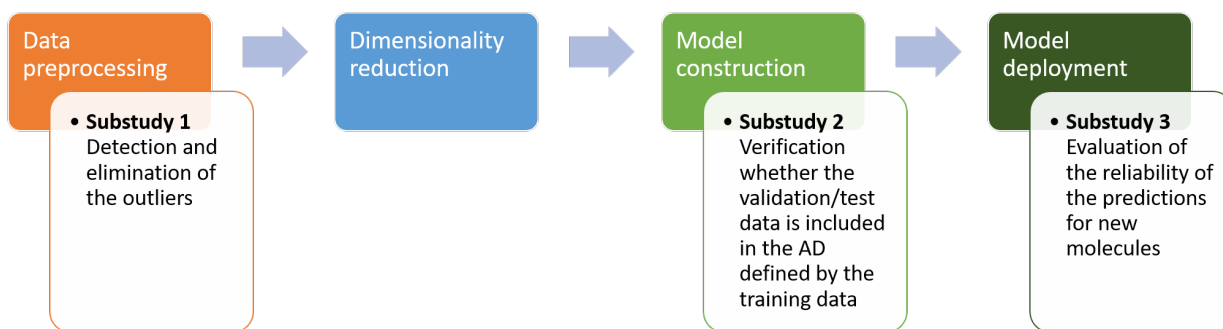 Data
preprocessing
• Substudy 1
Detection and
elimination of
the outliers
Dimensionality
reduction
Model
construction
• Substudy 2
Verification
whether the
validation/test
data is included
in the AD
defined by the
training data
Model
deployment
• Substudy 3
Evaluation of
the reliability of
the predictions
for new
molecules